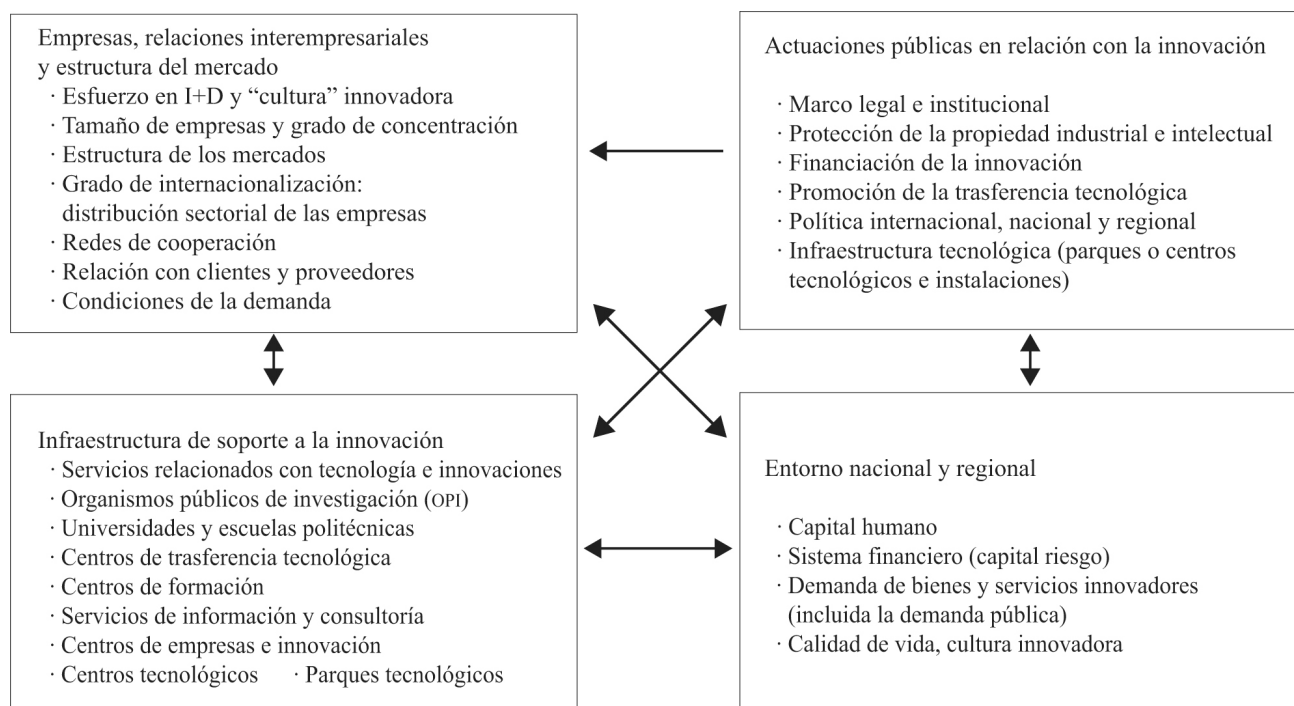 Empresas, relaciones interempresariales
y estructura del mercado
· Esfuerzo en I+D y “cultura” innovadora
· Tamaño de empresas y grado de concentración
· Estructura de los mercados
· Grado de internacionalización:
distribución sectorial de las empresas
· Redes de cooperación
· Relación con clientes y proveedores
· Condiciones de la demanda
Actuaciones públicas en relación con la innovación
· Marco legal e institucional
· Protección de la propiedad industrial e intelectual
· Financiación de la innovación
· Promoción de la trasferencia tecnológica
· Política internacional, nacional y regional
· Infraestructura tecnológica (parques o centros
tecnológicos e instalaciones)
Infraestructura de soporte a la innovación
· Servicios relacionados con tecnología e innovaciones
· Organismos públicos de investigación (OPI)
· Universidades y escuelas politécnicas
· Centros de trasferencia tecnológica
· Centros de formación
· Servicios de información y consultoría
· Centros de empresas e innovación
· Centros tecnológicos · Parques tecnológicos
Entorno nacional y regional
· Capital humano
· Sistema financiero (capital riesgo)
· Demanda de bienes y servicios innovadores
(incluida la demanda pública)
· Calidad de vida, cultura innovadora